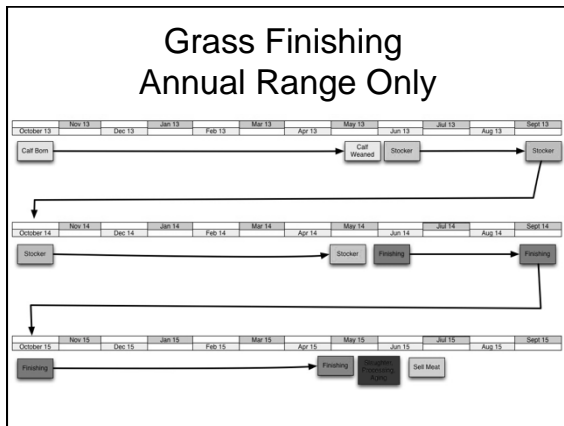 Grass Finishing
Annual Range Only
Nov 13 Jan 13 Mar 13 May 13 Jiul 13 Sept 13
October 13 Dec 13 Feb 13 Apr 13 Jun 13 Aug 13
Calf Born Calf Weaned Stocker Stocker
Nov 14 Jan 14 Mar 14 May 14 Jiul 14 Sept 14
October 14 Dec 14 Feb 14 Apr 14 Jun 14 Aug 14
Stocker Stocker Finishing Finishing
Nov 15 Jan 15 Mar 15 May 15 Jiul 15 Sept 15
October 15 Dec 15 Feb 15 Apr 15 Jun 15 Aug 15
Finishing Finishing Sell Meat